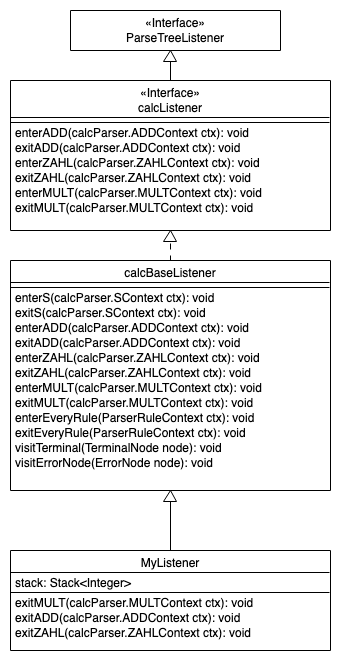 «Interface»
ParseTreeListener
«Interface»
calcListener
enterADD(calcParser.ADDContext ctx): void
exitADD(calcParser.ADDContext ctx): void
enterZAHL(calcParser.ZAHLContext ctx): void
exitZAHL(calcParser.ZAHLContext ctx): void
enterMULT(calcParser.MULTContext ctx): void
exitMULT(calcParser.MULTContext ctx): void
calcBaseListener
enterS(calcParser.SContext ctx): void
exitS(calcParser.SContext ctx): void
enterADD(calcParser.ADDContext ctx): void
exitADD(calcParser.ADDContext ctx): void
enterZAHL(calcParser.ZAHLContext ctx): void
exitZAHL(calcParser.ZAHLContext ctx): void
enterMULT(calcParser.MULTContext ctx): void
exitMULT(calcParser.MULTContext ctx): void
enterEveryRule(ParserRuleContext ctx): void
exitEveryRule(ParserRuleContext ctx): void
visitTerminal(TerminalNode node): void
visitErrorNode(ErrorNode node): void
MyListener
stack: Stack<Integer>
exitMULT(calcParser.MULTContext ctx): void
exitADD(calcParser.ADDContext ctx): void
exitZAHL(calcParser.ZAHLContext ctx): void